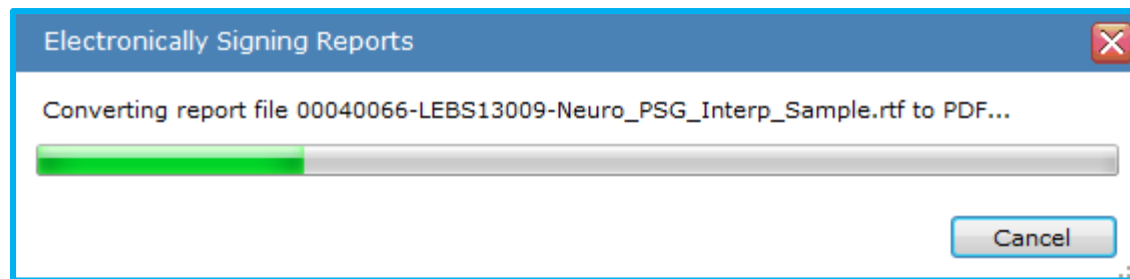 Electronically Signing Reports
Converting report file 00040066-LEBS13009-Neuro_PSG_Interp_Sample.rtf to PDF...
Cancel